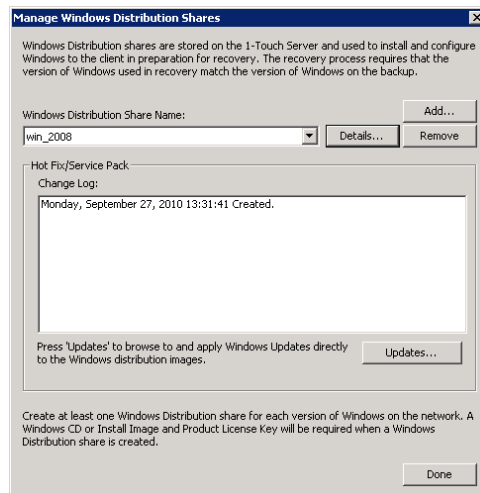 Manage Windows Distribution Shares
Windows Distribution shares are stored on the 1-Touch Server and used to install and configure
Windows to the client in preparation for recovery. The recovery process requires that the
version of Windows used in recovery match the version of Windows on the backup.
Add...
Windows Distribution Share Name:
win_2008
Details...
Remove
Hot Fix/Service Pack
Change Log:
Monday, September 27, 2010 13:31:41 Created.
Press 'Updates' to browse to and apply Windows Updates directly
to the Windows distribution images.
Updates...
Create at least one Windows Distribution share for each version of Windows on the network. A
Windows CD or Install Image and Product License Key will be required when a Windows
Distribution share is created.
Done